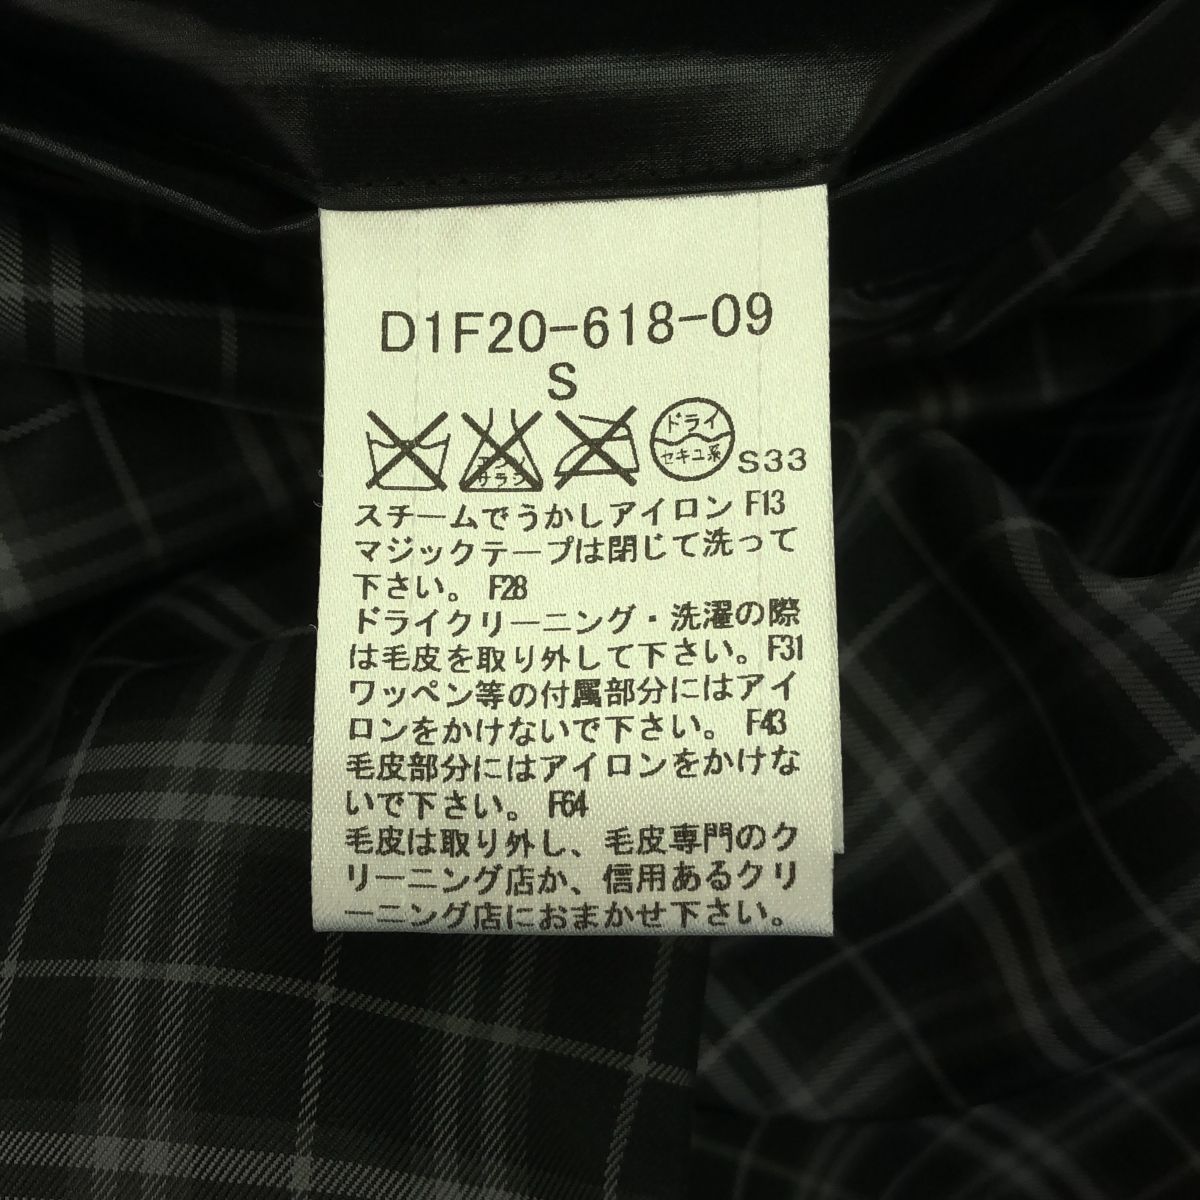 D1F20-618-09
S
エンソ サラシ
ドライ
セキユ系
S33
スチームでうかしアイロン F13
マジックテープは閉じて洗って
下さい。 F28
ドライクリーニング・洗濯の際
は毛皮を取り外して下さい。F31
ワッペン等の付属部分にはアイ
ロンをかけないで下さい。 F43
毛皮部分にはアイロンをかけな
いで下さい。 F64
毛皮は取り外し、毛皮専門のク
リーニング店か、信用あるクリ
ーニング店におまかせ下さい。